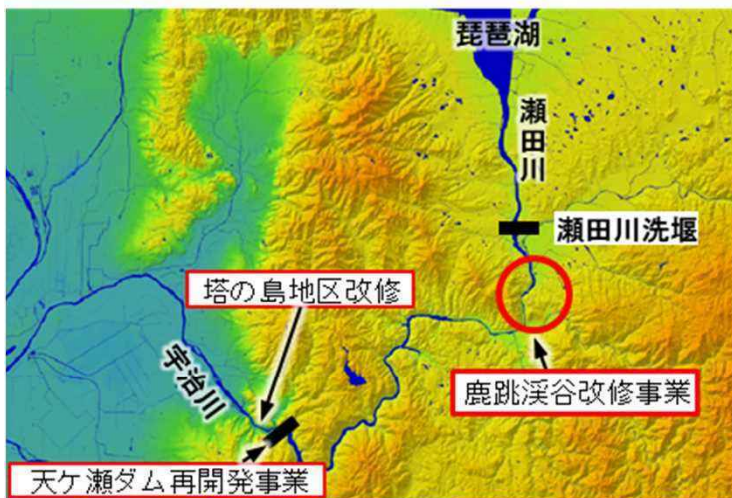 琵琶湖
瀬田川
瀬田川洗堰
塔の島地区改修
宇治川
鹿跳渓谷改修事業
天ケ瀬ダム再開発事業